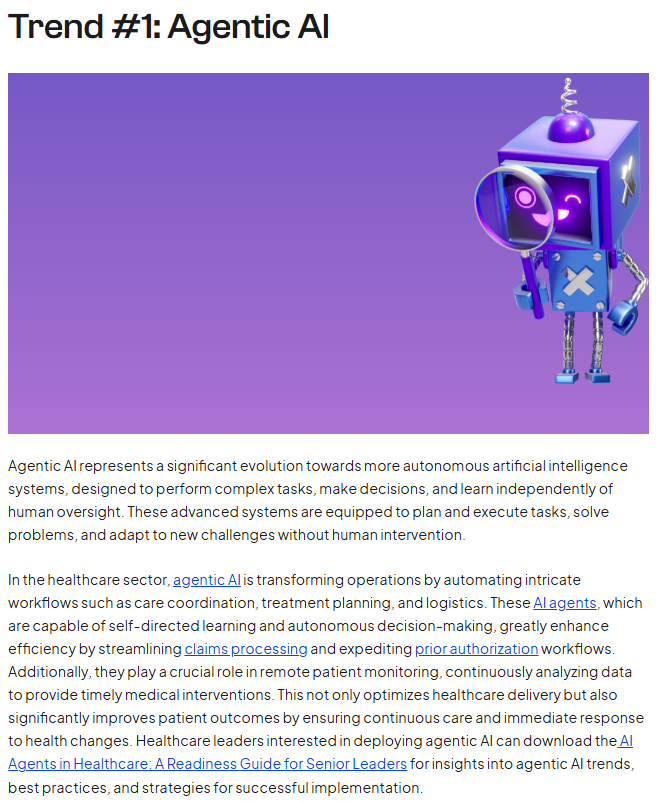 Trend #1: Agentic AI
Agentic AI represents a significant evolution towards more autonomous artificial intelligence
systems, designed to perform complex tasks, make decisions, and learn independently of
human oversight. These advanced systems are equipped to plan and execute tasks, solve
problems, and adapt to new challenges without human intervention.
In the healthcare sector, agentic AI is transforming operations by automating intricate
workflows such as care coordination, treatment planning, and logistics. These AI agents, which
are capable of self-directed learning and autonomous decision-making, greatly enhance
efficiency by streamlining claims processing and expediting prior authorization workflows.
Additionally, they play a crucial role in remote patient monitoring, continuously analyzing data
to provide timely medical interventions. This not only optimizes healthcare delivery but also
significantly improves patient outcomes by ensuring continuous care and immediate response
to health changes. Healthcare leaders interested in deploying agentic AI can download the AI
Agents in Healthcare: A Readiness Guide for Senior Leaders for insights into agentic AI trends,
best practices, and strategies for successful implementation.